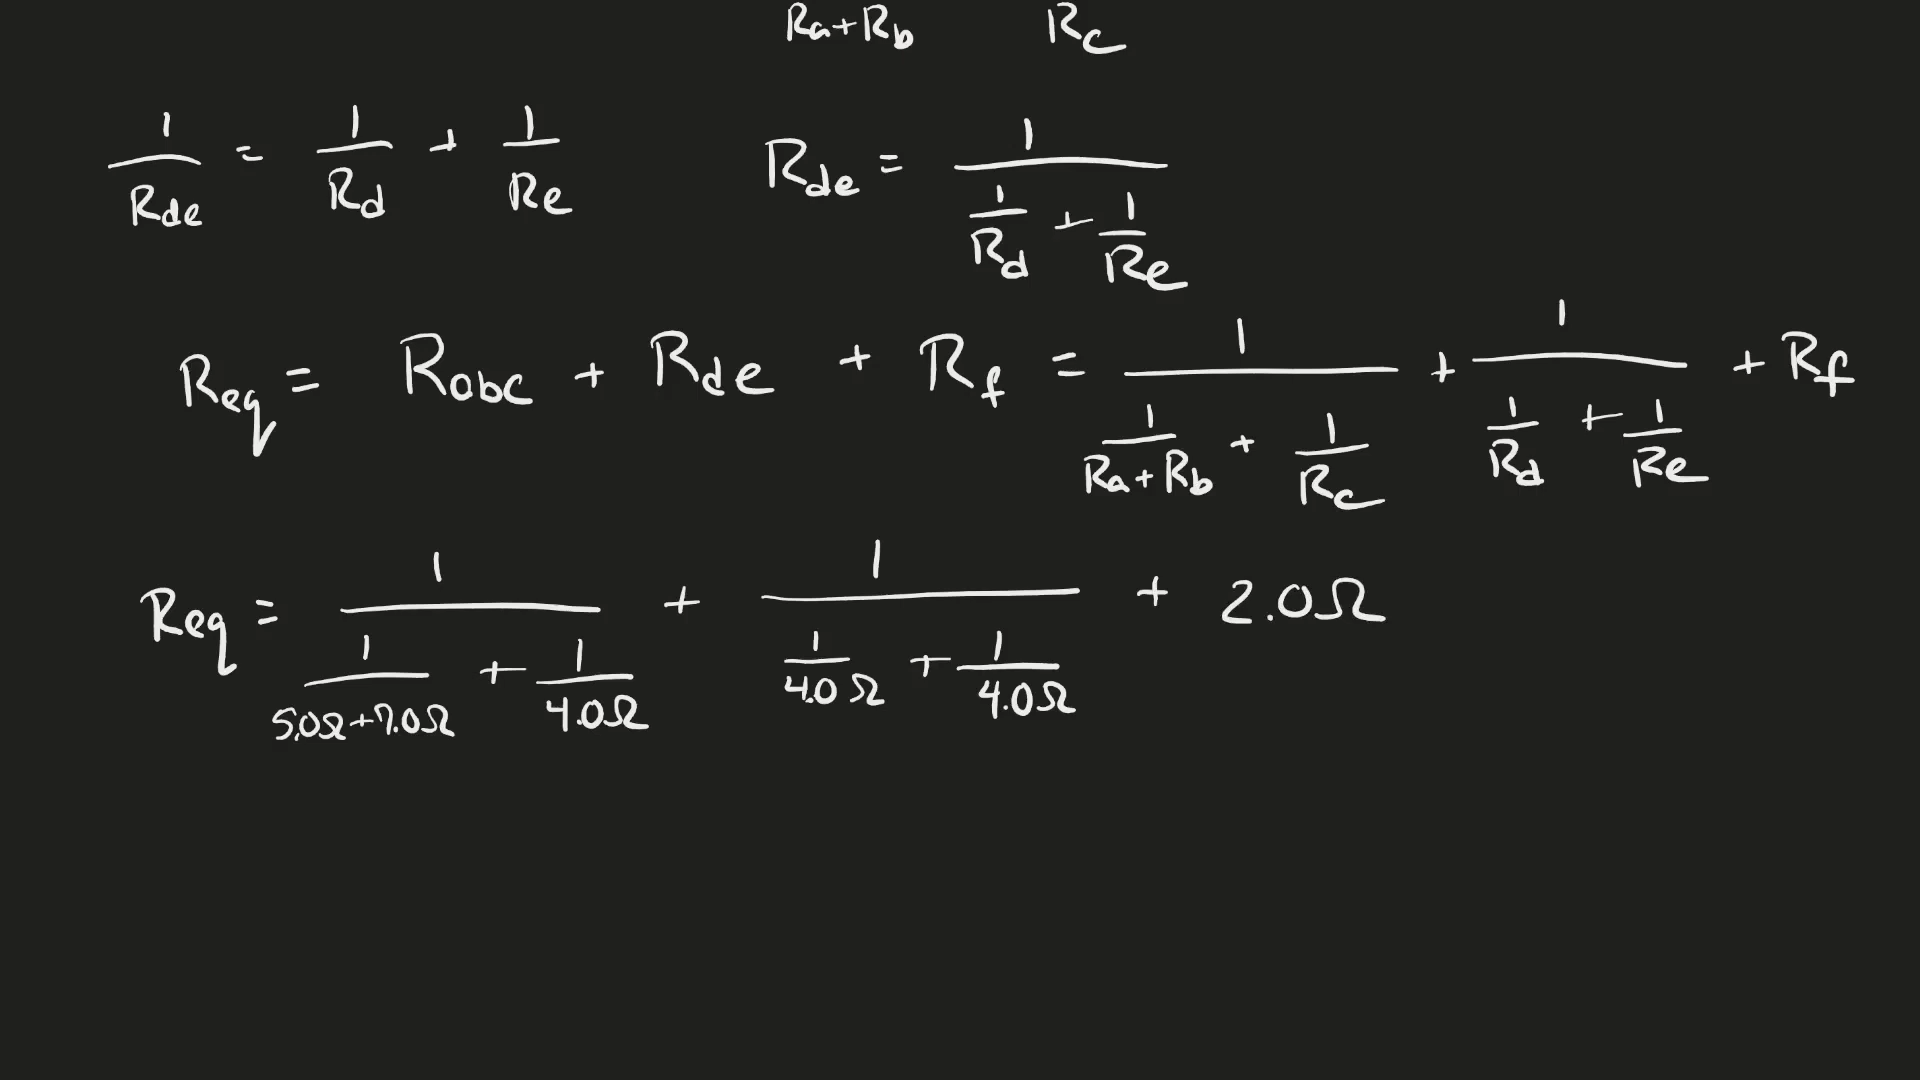 Ra+Rb Rc
1/Rde = 1/Rd + 1/Re Rde = 1/(1/Rd + 1/Re)
Req = Rabc + Rde + Rf = 1/(1/(Ra+Rb) + 1/Rc) + 1/(1/Rd + 1/Re) + Rf
Req = 1/(1/(5.0Ω+7.0Ω) + 1/4.0Ω) + 1/(1/4.0Ω + 1/4.0Ω) + 2.0Ω